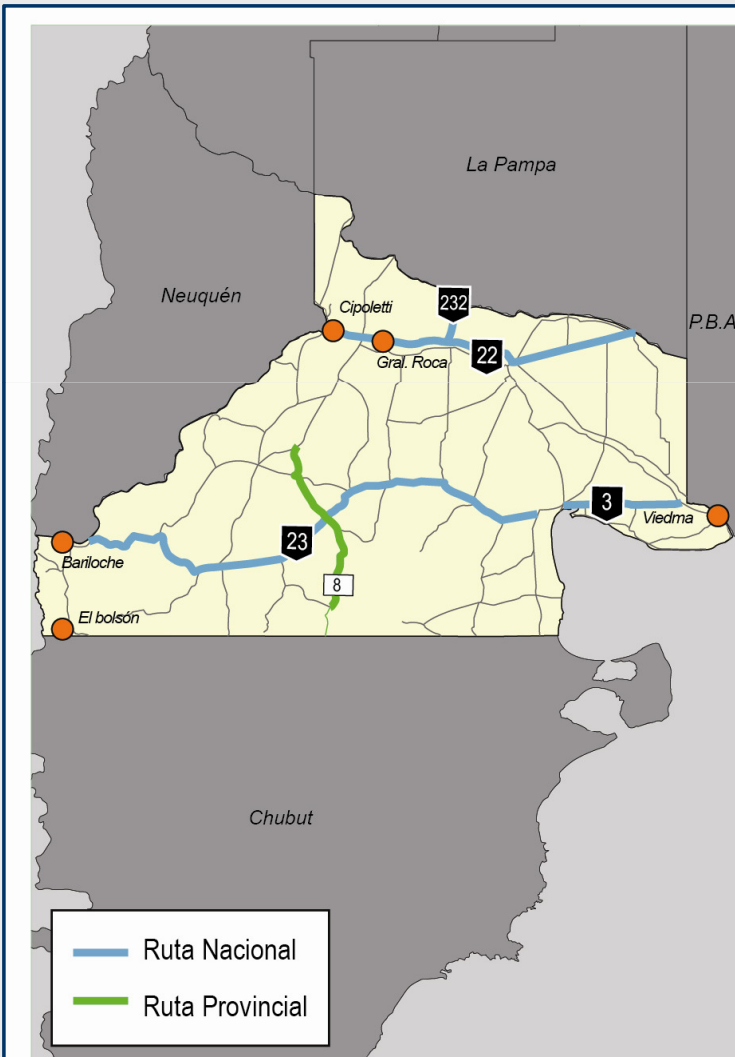 La Pampa
Neuquén
Cipoletti
232
P.B.A
22
Gral. Roca
3
Viedma
23
Bariloche
8
El bolsón
Chubut
Ruta Nacional
Ruta Provincial